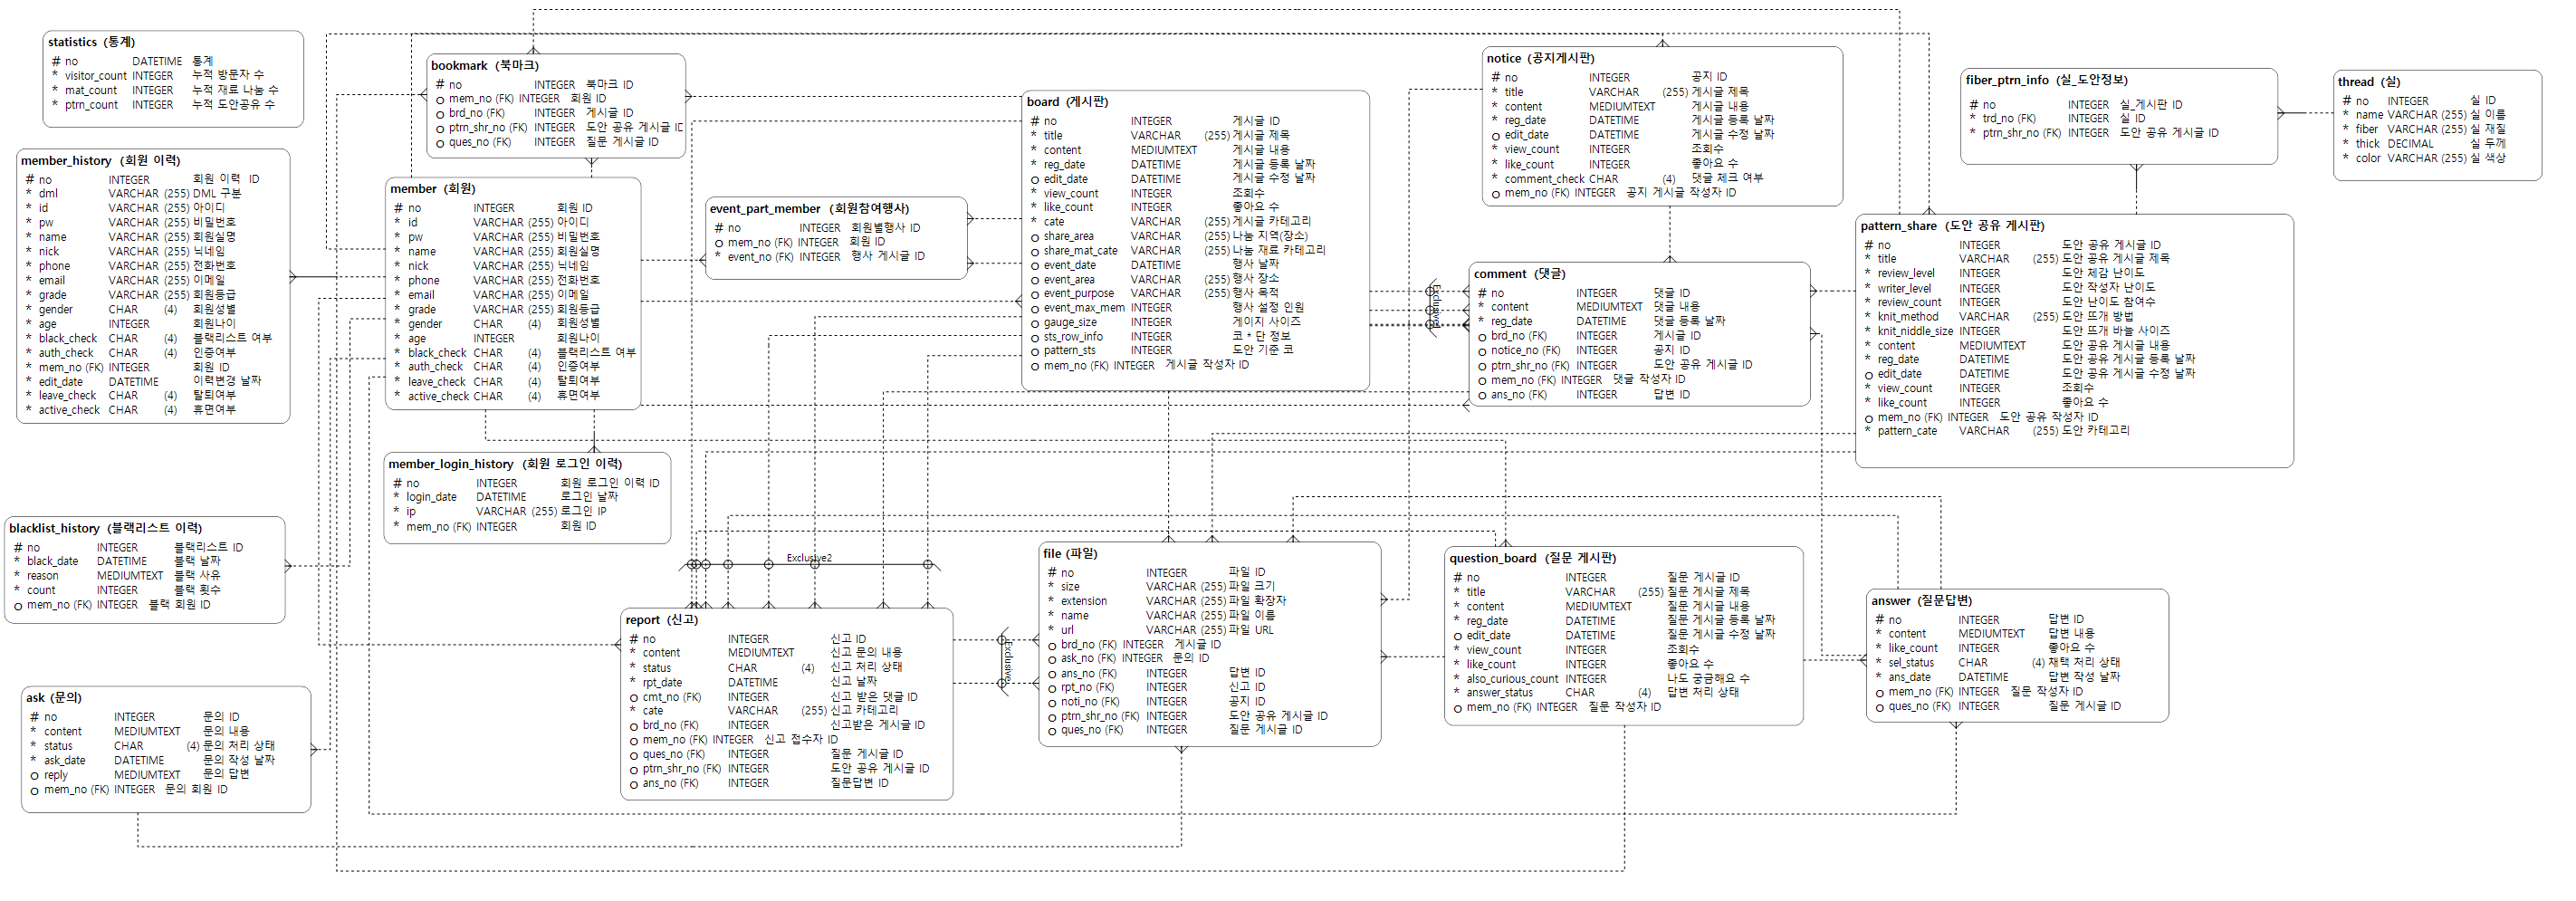 statistics (통계)
# no DATETIME 통계
* visitor_count INTEGER 누적 방문자 수
* mat_count INTEGER 누적 재료 나눔 수
* ptrn_count INTEGER 누적 도안공유 수
member_history (회원 이력)
# no INTEGER 회원 이력 ID
* dml VARCHAR (255) DML 구분
* id VARCHAR (255) 아이디
* pw VARCHAR (255) 비밀번호
* name VARCHAR (255) 회원실명
* nick VARCHAR (255) 닉네임
* phone VARCHAR (255) 전화번호
* email VARCHAR (255) 이메일
* grade VARCHAR (255) 회원등급
* gender CHAR (4) 회원성별
* age INTEGER 회원나이
* black_check CHAR (4) 블랙리스트 여부
* auth_check CHAR (4) 인증여부
* mem_no (FK) INTEGER 회원 ID
* edit_date DATETIME 이력변경 날짜
* leave_check CHAR (4) 탈퇴여부
* active_check CHAR (4) 휴면여부
blacklist_history (블랙리스트 이력)
# no INTEGER 블랙리스트 ID
* black_date DATETIME 블랙 날짜
* reason MEDIUMTEXT 블랙 사유
* count INTEGER 블랙 횟수
o mem_no (FK) INTEGER 블랙 회원 ID
ask (문의)
# no INTEGER 문의 ID
* content MEDIUMTEXT 문의 내용
* status CHAR (4) 문의 처리 상태
* ask_date DATETIME 문의 작성 날짜
o reply MEDIUMTEXT 문의 답변
o mem_no (FK) INTEGER 문의 회원 ID
bookmark (북마크)
# no INTEGER 북마크 ID
o mem_no (FK) INTEGER 회원 ID
o brd_no (FK) INTEGER 게시글 ID
o ptrn_shr_no (FK) INTEGER 도안 공유 게시글 ID
o ques_no (FK) INTEGER 질문 게시글 ID
member (회원)
# no INTEGER 회원 ID
* id VARCHAR (255) 아이디
* pw VARCHAR (255) 비밀번호
* name VARCHAR (255) 회원실명
* nick VARCHAR (255) 닉네임
* phone VARCHAR (255) 전화번호
* email VARCHAR (255) 이메일
* grade VARCHAR (255) 회원등급
* gender CHAR (4) 회원성별
* age INTEGER 회원나이
* black_check CHAR (4) 블랙리스트 여부
* auth_check CHAR (4) 인증여부
* leave_check CHAR (4) 탈퇴여부
* active_check CHAR (4) 휴면여부
member_login_history (회원 로그인 이력)
# no INTEGER 회원 로그인 이력 ID
* login_date DATETIME 로그인 날짜
* ip VARCHAR (255) 로그인 IP
* mem_no (FK) INTEGER 회원 ID
event_part_member (회원참여행사)
# no INTEGER 회원별행사 ID
o mem_no (FK) INTEGER 회원 ID
* event_no (FK) INTEGER 행사 게시글 ID
Exclusive2
report (신고)
# no INTEGER 신고 ID
* content MEDIUMTEXT 신고 문의 내용
* status CHAR (4) 신고 처리 상태
* rpt_date DATETIME 신고 날짜
o cmt_no (FK) INTEGER 신고 받은 댓글 ID
* cate VARCHAR (255) 신고 카테고리
o brd_no (FK) INTEGER 신고받은 게시글 ID
o mem_no (FK) INTEGER 신고 접수자 ID
o ques_no (FK) INTEGER 질문 게시글 ID
o ptrn_shr_no (FK) INTEGER 도안 공유 게시글 ID
o ans_no (FK) INTEGER 질문답변 ID
board (게시판)
# no INTEGER 게시글 ID
* title VARCHAR (255) 게시글 제목
* content MEDIUMTEXT 게시글 내용
* reg_date DATETIME 게시글 등록 날짜
o edit_date DATETIME 게시글 수정 날짜
* view_count INTEGER 조회수
* like_count INTEGER 좋아요 수
* cate VARCHAR (255) 게시글 카테고리
o share_area VARCHAR (255) 나눔 지역(장소)
o share_mat_cate VARCHAR (255) 나눔 재료 카테고리
o event_date DATETIME 행사 날짜
o event_area VARCHAR (255) 행사 장소
o event_purpose VARCHAR (255) 행사 목적
o event_max_mem INTEGER 행사 설정 인원
o gauge_size INTEGER 게이지 사이즈
o sts_row_info INTEGER 코 * 단 정보
o pattern_sts INTEGER 도안 기준 코
o mem_no (FK) INTEGER 게시글 작성자 ID
Exclusive
file (파일)
# no INTEGER 파일 ID
* size VARCHAR (255) 파일 크기
* extension VARCHAR (255) 파일 확장자
* name VARCHAR (255) 파일 이름
* url VARCHAR (255) 파일 URL
o brd_no (FK) INTEGER 게시글 ID
o ask_no (FK) INTEGER 문의 ID
o ans_no (FK) INTEGER 답변 ID
o rpt_no (FK) INTEGER 신고 ID
o noti_no (FK) INTEGER 공지 ID
o ptrn_shr_no (FK) INTEGER 도안 공유 게시글 ID
o ques_no (FK) INTEGER 질문 게시글 ID
notice (공지게시판)
# no INTEGER 공지 ID
* title VARCHAR (255) 게시글 제목
* content MEDIUMTEXT 게시글 내용
* reg_date DATETIME 게시글 등록 날짜
o edit_date DATETIME 게시글 수정 날짜
* view_count INTEGER 조회수
* like_count INTEGER 좋아요 수
* comment_check CHAR (4) 댓글 체크 여부
o mem_no (FK) INTEGER 공지 게시글 작성자 ID
Exclusive1
comment (댓글)
# no INTEGER 댓글 ID
* content MEDIUMTEXT 댓글 내용
* reg_date DATETIME 댓글 등록 날짜
o brd_no (FK) INTEGER 게시글 ID
o notice_no (FK) INTEGER 공지 ID
o ptrn_shr_no (FK) INTEGER 도안 공유 게시글 ID
o mem_no (FK) INTEGER 댓글 작성자 ID
o ans_no (FK) INTEGER 답변 ID
question_board (질문 게시판)
# no INTEGER 질문 게시글 ID
* title VARCHAR (255) 질문 게시글 제목
* content MEDIUMTEXT 질문 게시글 내용
* reg_date DATETIME 질문 게시글 등록 날짜
o edit_date DATETIME 질문 게시글 수정 날짜
* view_count INTEGER 조회수
* like_count INTEGER 좋아요 수
* also_curious_count INTEGER 나도 궁금해요 수
* answer_status CHAR (4) 답변 처리 상태
o mem_no (FK) INTEGER 질문 작성자 ID
fiber_ptrn_info (실_도안정보)
# no INTEGER 실_게시판 ID
* trd_no (FK) INTEGER 실 ID
* ptrn_shr_no (FK) INTEGER 도안 공유 게시글 ID
thread (실)
# no INTEGER 실 ID
* name VARCHAR (255) 실 이름
* fiber VARCHAR (255) 실 재질
* thick DECIMAL 실 두께
* color VARCHAR (255) 실 색상
pattern_share (도안 공유 게시판)
# no INTEGER 도안 공유 게시글 ID
* title VARCHAR (255) 도안 공유 게시글 제목
* review_level INTEGER 도안 체감 난이도
* writer_level INTEGER 도안 작성자 난이도
* review_count INTEGER 도안 난이도 참여수
* knit_method VARCHAR (255) 도안 뜨개 방법
* knit_niddle_size INTEGER 도안 뜨개 바늘 사이즈
* content MEDIUMTEXT 도안 공유 게시글 내용
* reg_date DATETIME 도안 공유 게시글 등록 날짜
o edit_date DATETIME 도안 공유 게시글 수정 날짜
* view_count INTEGER 조회수
* like_count INTEGER 좋아요 수
o mem_no (FK) INTEGER 도안 공유 작성자 ID
* pattern_cate VARCHAR (255) 도안 카테고리
answer (질문답변)
# no INTEGER 답변 ID
* content MEDIUMTEXT 답변 내용
* like_count INTEGER 좋아요 수
* sel_status CHAR (4) 채택 처리 상태
* ans_date DATETIME 답변 작성 날짜
o mem_no (FK) INTEGER 질문 작성자 ID
o ques_no (FK) INTEGER 질문 게시글 ID